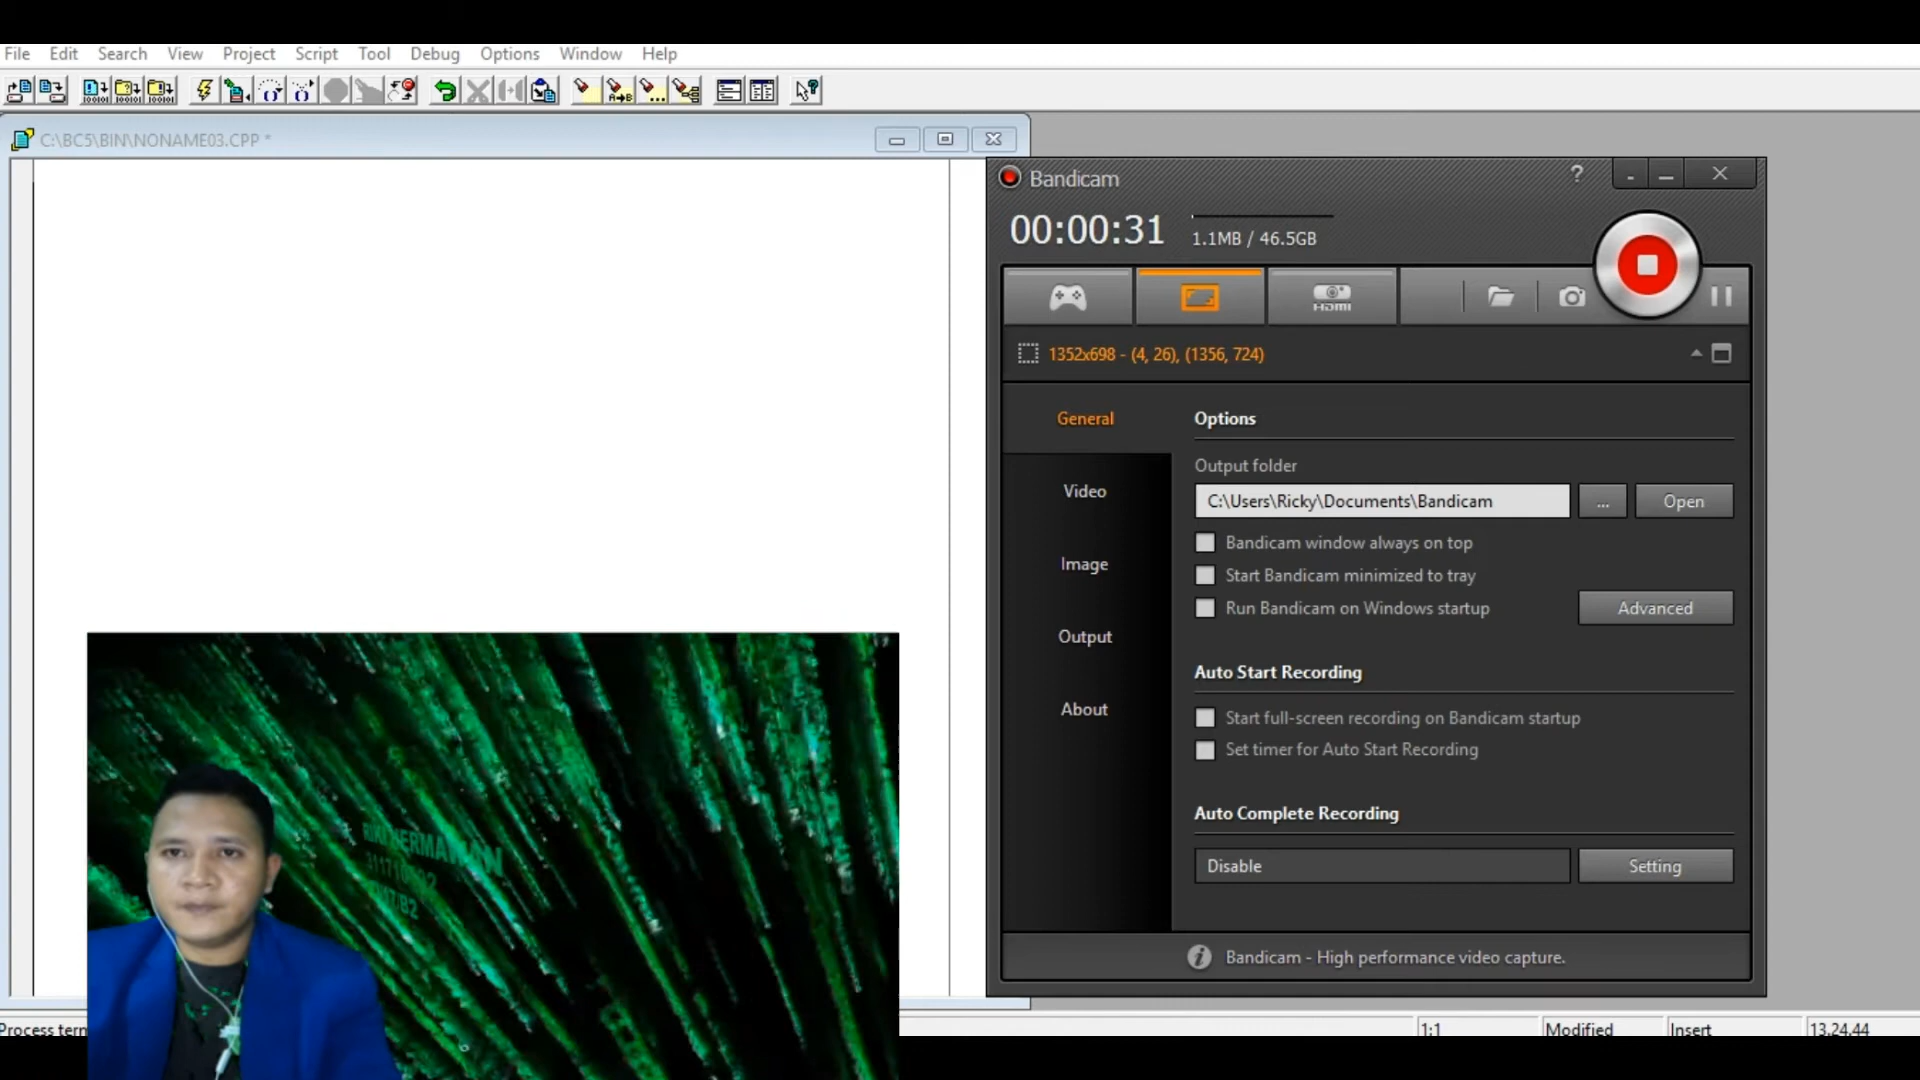 File Edit Search View Project Script Tool Debug Options Window Help
C:\BC5\BIN\NONAME03.CPP *
Bandicam
?
00:00:31
1.1MB / 46.5GB
HDMI
1352x698 - (4, 26), (1356, 724)
General
Video
Image
Output
About
Options
Output folder
C:\Users\Ricky\Documents\Bandicam
...
Open
Bandicam window always on top
Start Bandicam minimized to tray
Run Bandicam on Windows startup
Advanced
Auto Start Recording
Start full-screen recording on Bandicam startup
Set timer for Auto Start Recording
Auto Complete Recording
Disable
Setting
Bandicam - High performance video capture.
Process
1:1
Modified
Insert
13.24.44